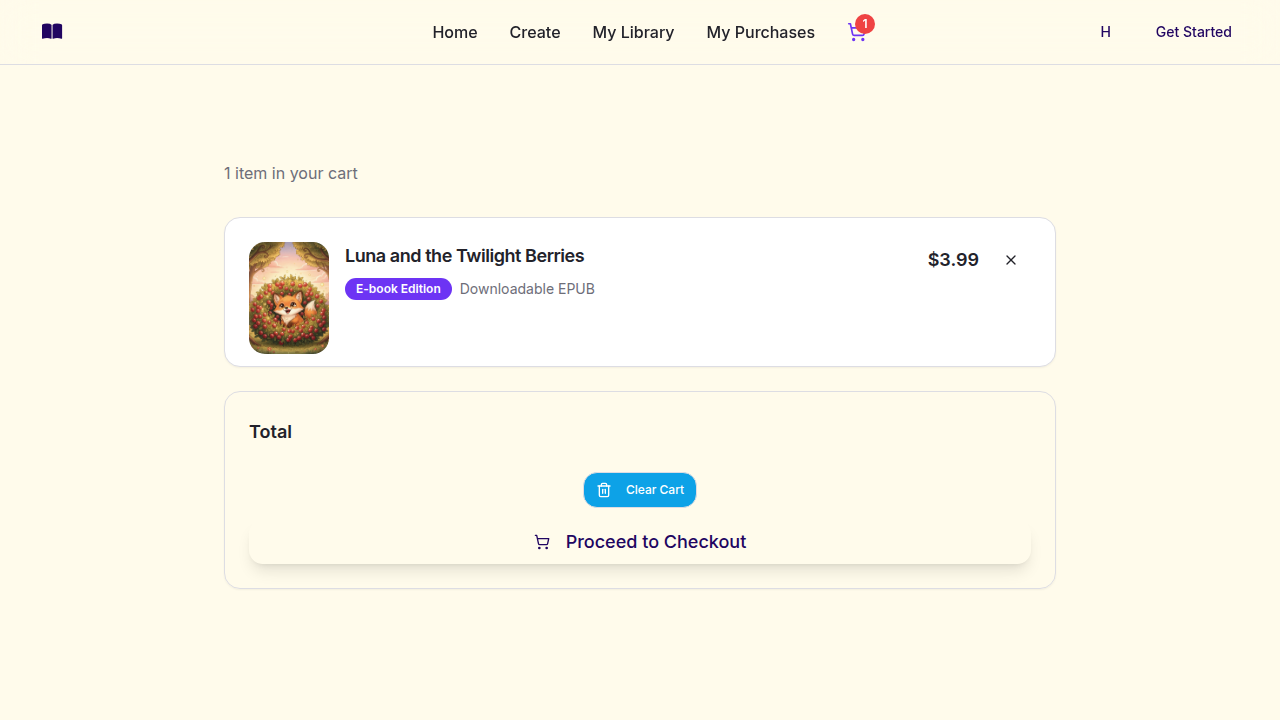 Home Create My Library My Purchases 1 H Get Started
1 item in your cart
Luna and the Twilight Berries $3.99
E-book Edition Downloadable EPUB
Total
Clear Cart
Proceed to Checkout